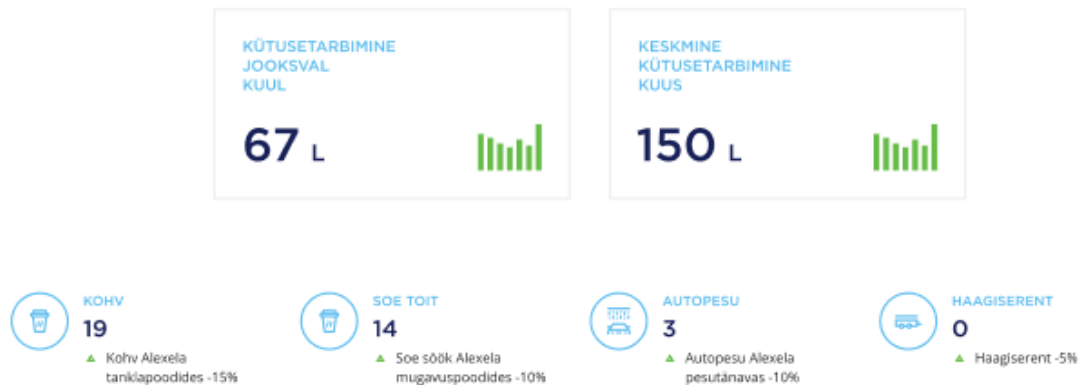 KÜTUSETARBIMINE
JOOKSVAL
KUUL
67 L
KESKMINE
KÜTUSETARBIMINE
KUUS
150 L
KOHV
19
Kohv Alexela
tanklapoodides -15%
SOE TOIT
14
Soe söök Alexela
mugavuspoodides -10%
AUTOPESU
3
Autopesu Alexela
pesutänavas -10%
HAAGISERENT
0
Haagiserent -5%